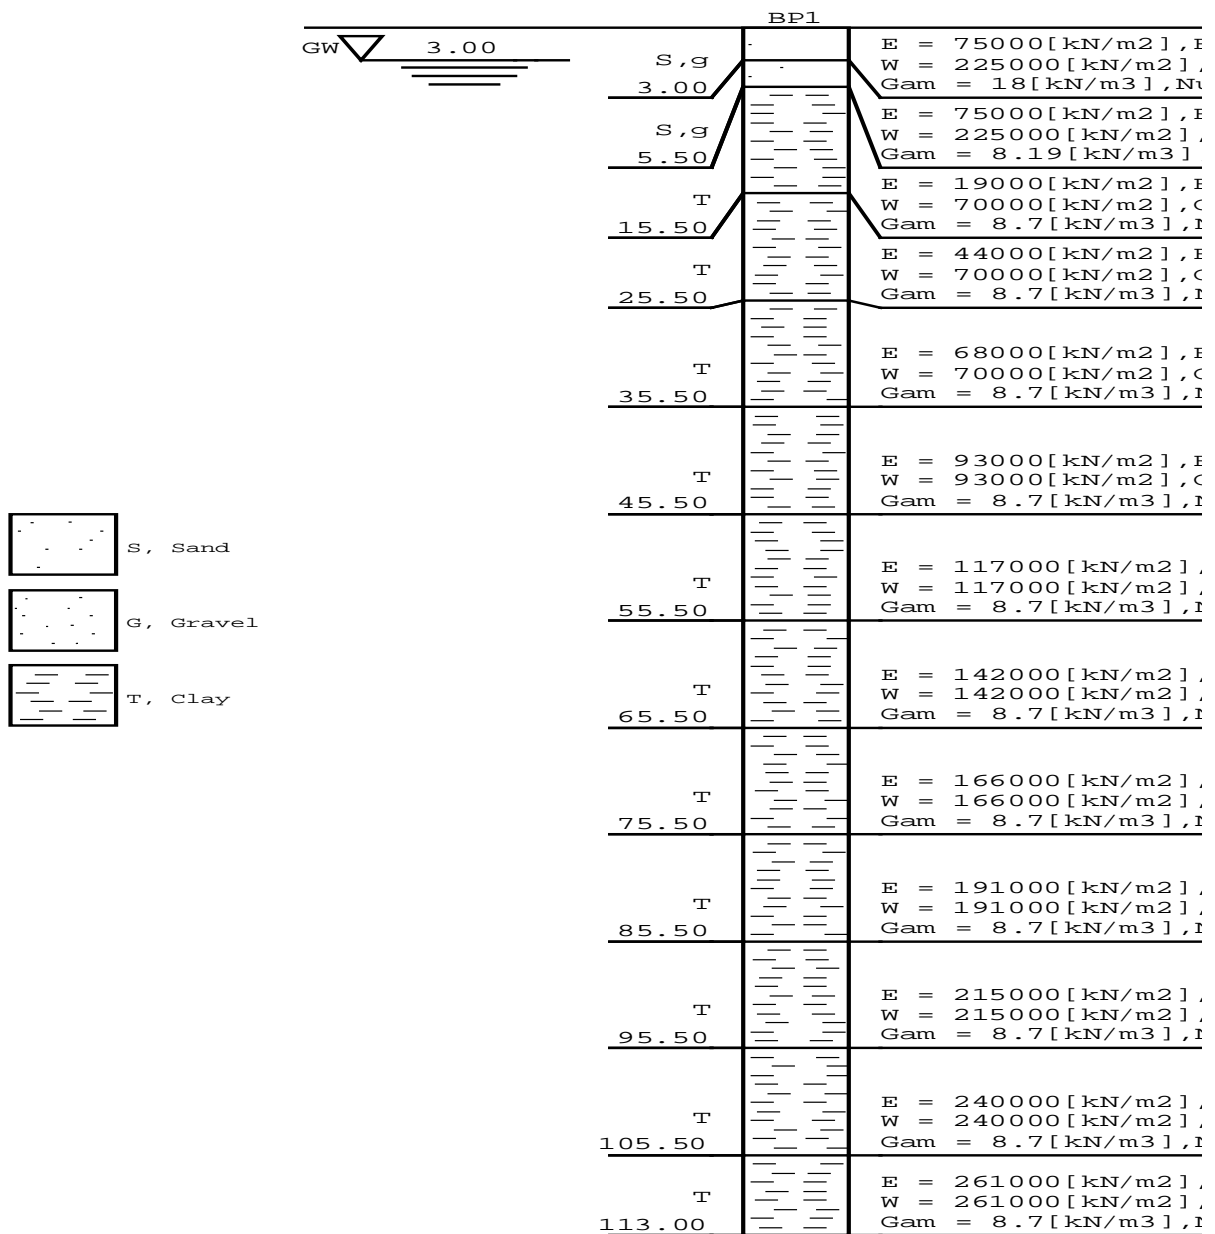 BP1
GW 3.00
S,g
3.00
E = 75000[kN/m2],E
W = 225000[kN/m2],
Gam = 18[kN/m3],Nu
S,g
5.50
E = 75000[kN/m2],E
W = 225000[kN/m2],
Gam = 8.19[kN/m3]
T
15.50
E = 19000[kN/m2],E
W = 70000[kN/m2],G
Gam = 8.7[kN/m3],N
T
25.50
E = 44000[kN/m2],E
W = 70000[kN/m2],G
Gam = 8.7[kN/m3],N
T
35.50
E = 68000[kN/m2],E
W = 70000[kN/m2],G
Gam = 8.7[kN/m3],N
T
45.50
E = 93000[kN/m2],E
W = 93000[kN/m2],G
Gam = 8.7[kN/m3],N
T
55.50
E = 117000[kN/m2],
W = 117000[kN/m2],
Gam = 8.7[kN/m3],N
T
65.50
E = 142000[kN/m2],
W = 142000[kN/m2],
Gam = 8.7[kN/m3],N
T
75.50
E = 166000[kN/m2],
W = 166000[kN/m2],
Gam = 8.7[kN/m3],N
T
85.50
E = 191000[kN/m2],
W = 191000[kN/m2],
Gam = 8.7[kN/m3],N
T
95.50
E = 215000[kN/m2],
W = 215000[kN/m2],
Gam = 8.7[kN/m3],N
T
105.50
E = 240000[kN/m2],
W = 240000[kN/m2],
Gam = 8.7[kN/m3],N
T
113.00
E = 261000[kN/m2],
W = 261000[kN/m2],
Gam = 8.7[kN/m3],N
S, Sand
G, Gravel
T, Clay